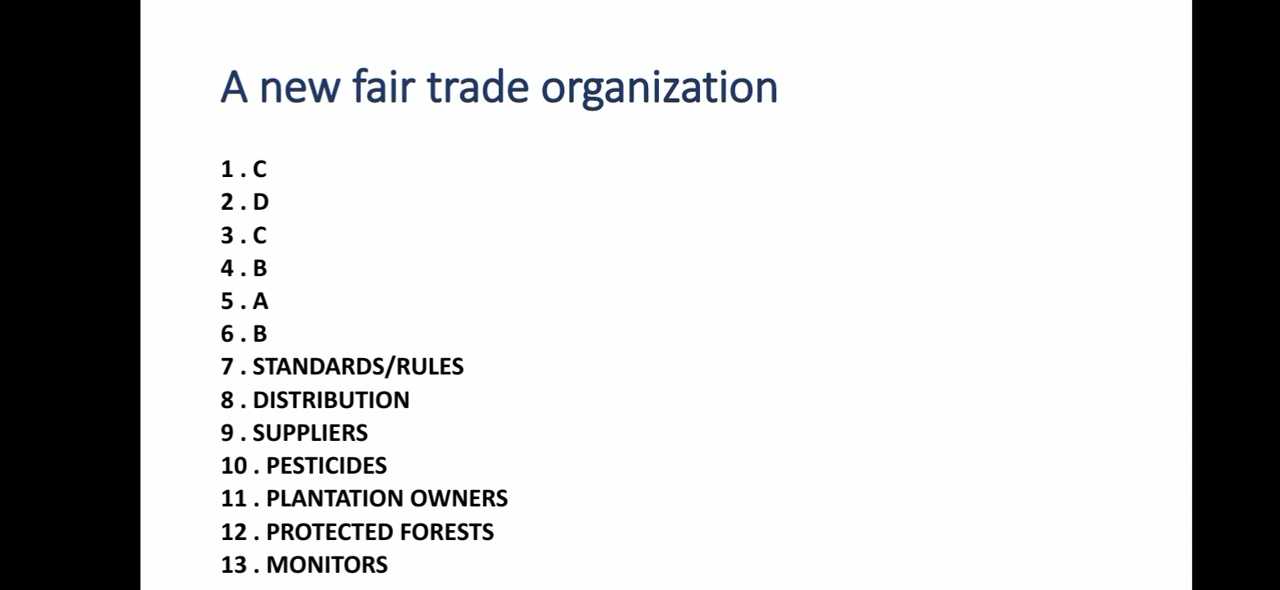 A new fair trade organization
1 . C
2 . D
3 . C
4 . B
5 . A
6 . B
7 . STANDARDS/RULES
8 . DISTRIBUTION
9 . SUPPLIERS
10 . PESTICIDES
11 . PLANTATION OWNERS
12 . PROTECTED FORESTS
13 . MONITORS